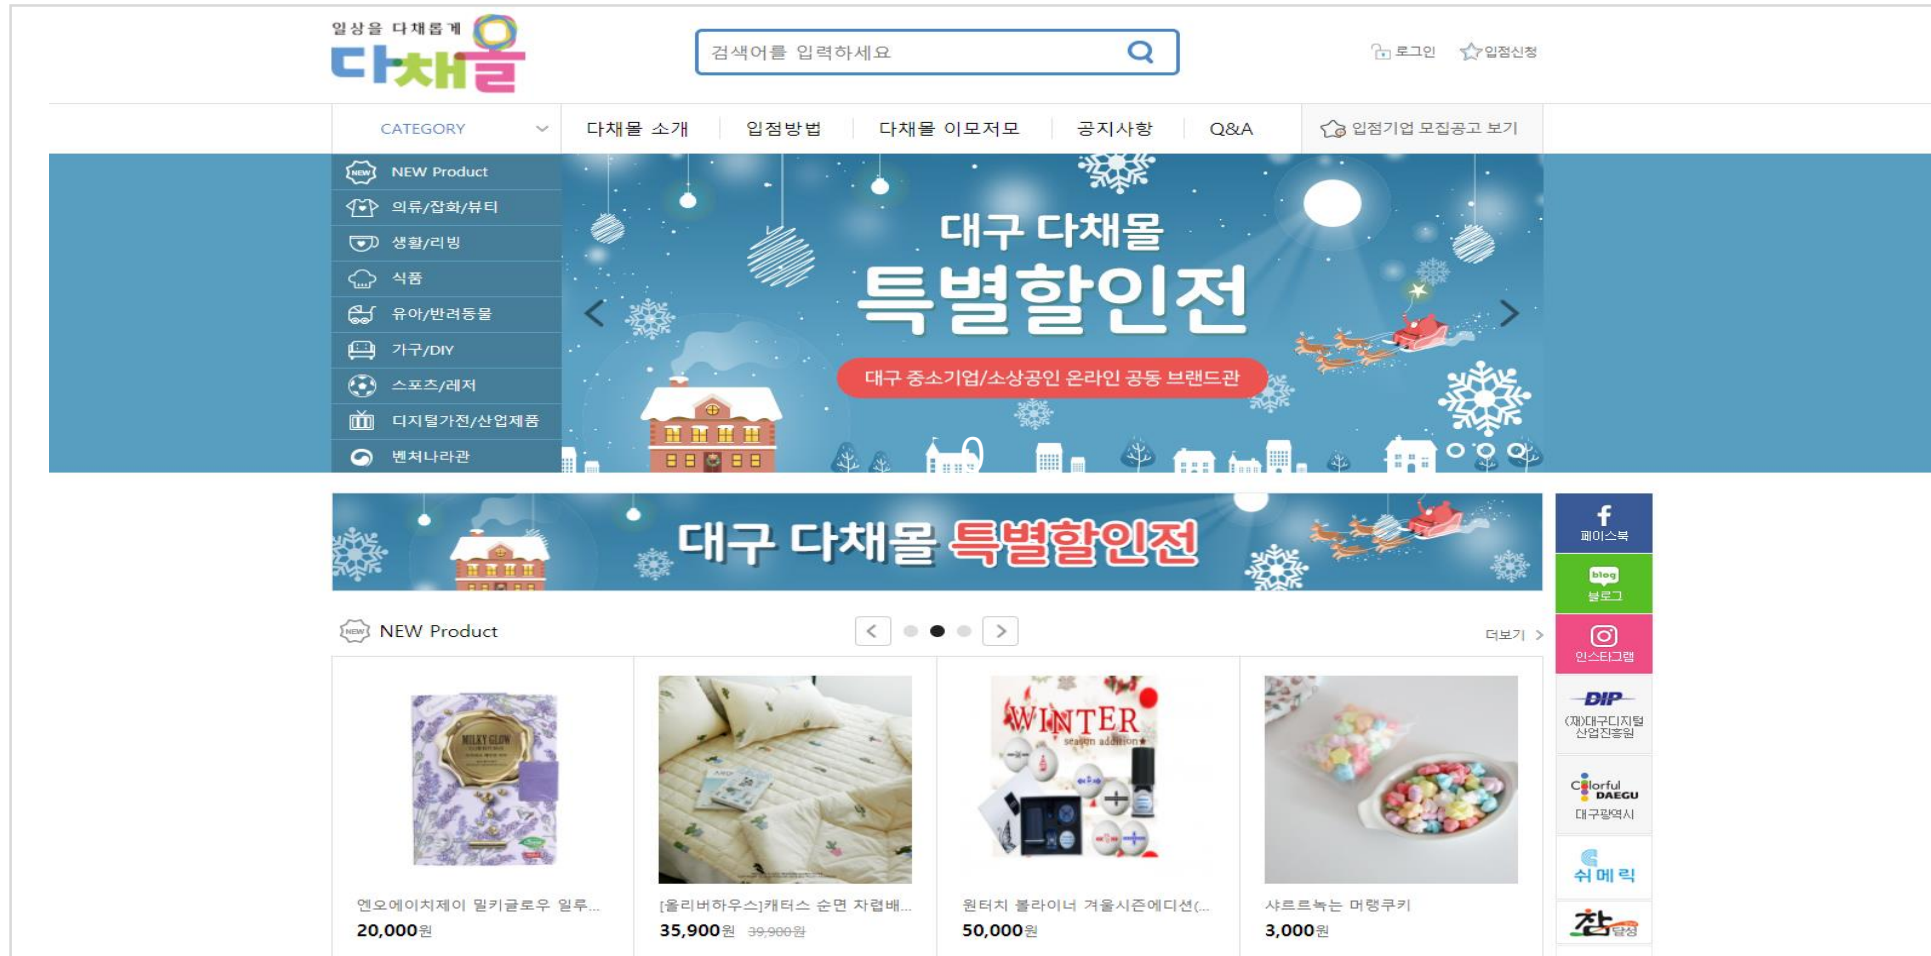 일상을 다채롭게
다채몰
검색어를 입력하세요
로그인
입점신청
CATEGORY
다채몰 소개
입점방법
다채몰 이모저모
공지사항
Q&A
입점기업 모집공고 보기
NEW NEW Product
의류/잡화/뷰티
생활/리빙
식품
유아/반려동물
가구/DIY
스포츠/레저
디지털가전/산업제품
벤처나라관
대구 다채몰
특별할인전
대구 중소기업/소상공인 온라인 공동 브랜드관
대구 다채몰 특별할인전
f
페이스북
blog
블로그
인스타그램
DIP
(재)대구디지털
산업진흥원
Colorful
DAEGU
대구광역시
쉬메릭
참
달성
NEW NEW Product
더보기
MILKY GLOW
WINTER
season addition
엔오에이치제이 밀키글로우 일루...
20,000원
[올리버하우스]캐터스 순면 차렵배...
35,900원 39,900원
원터치 볼라이너 겨울시즌에디션(...
50,000원
샤르르녹는 머랭쿠키
3,000원